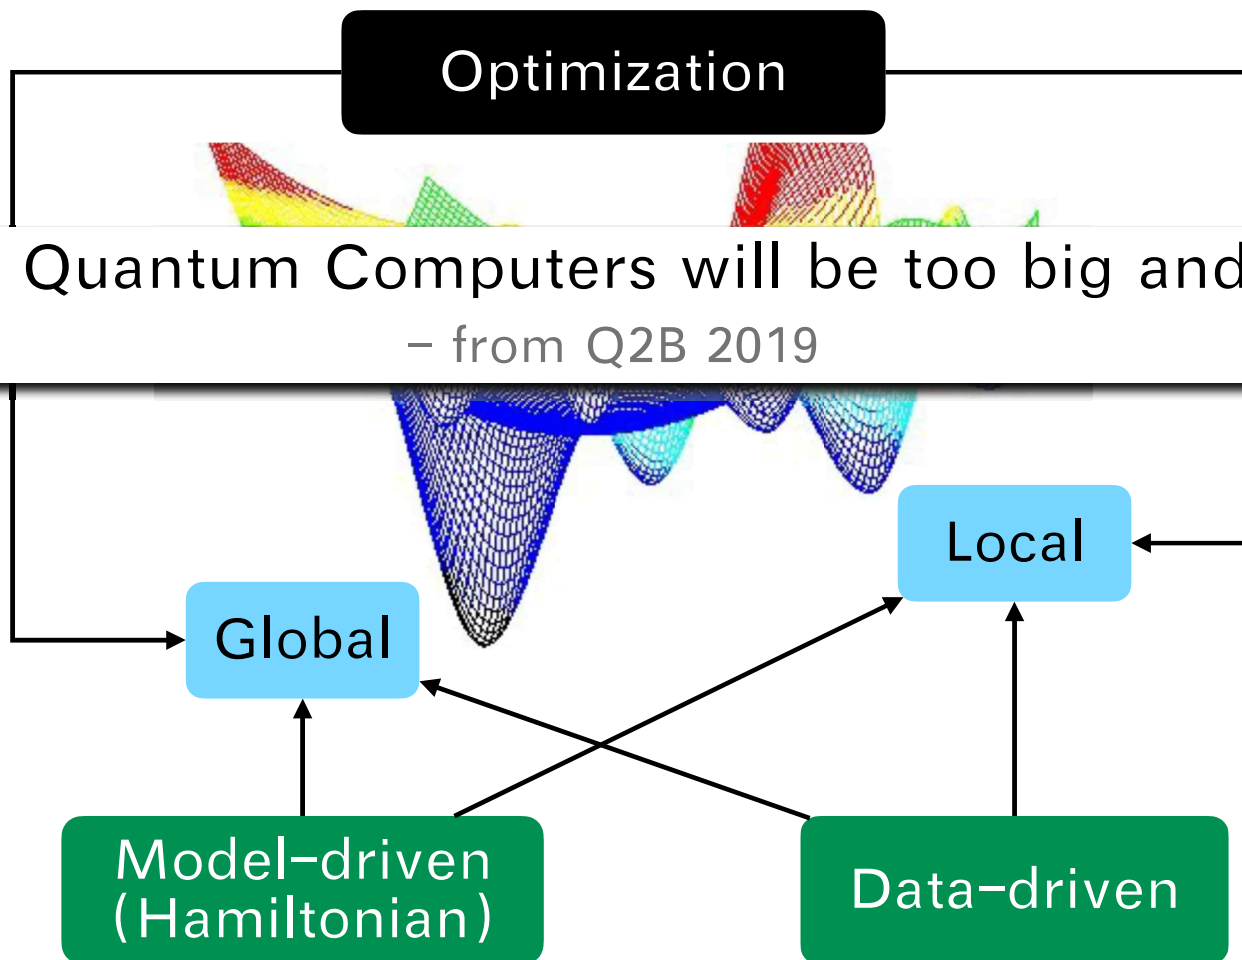 Optimization
Quantum Computers will be too big and
– from Q2B 2019
Local
Global
Model–driven
(Hamiltonian)
Data–driven